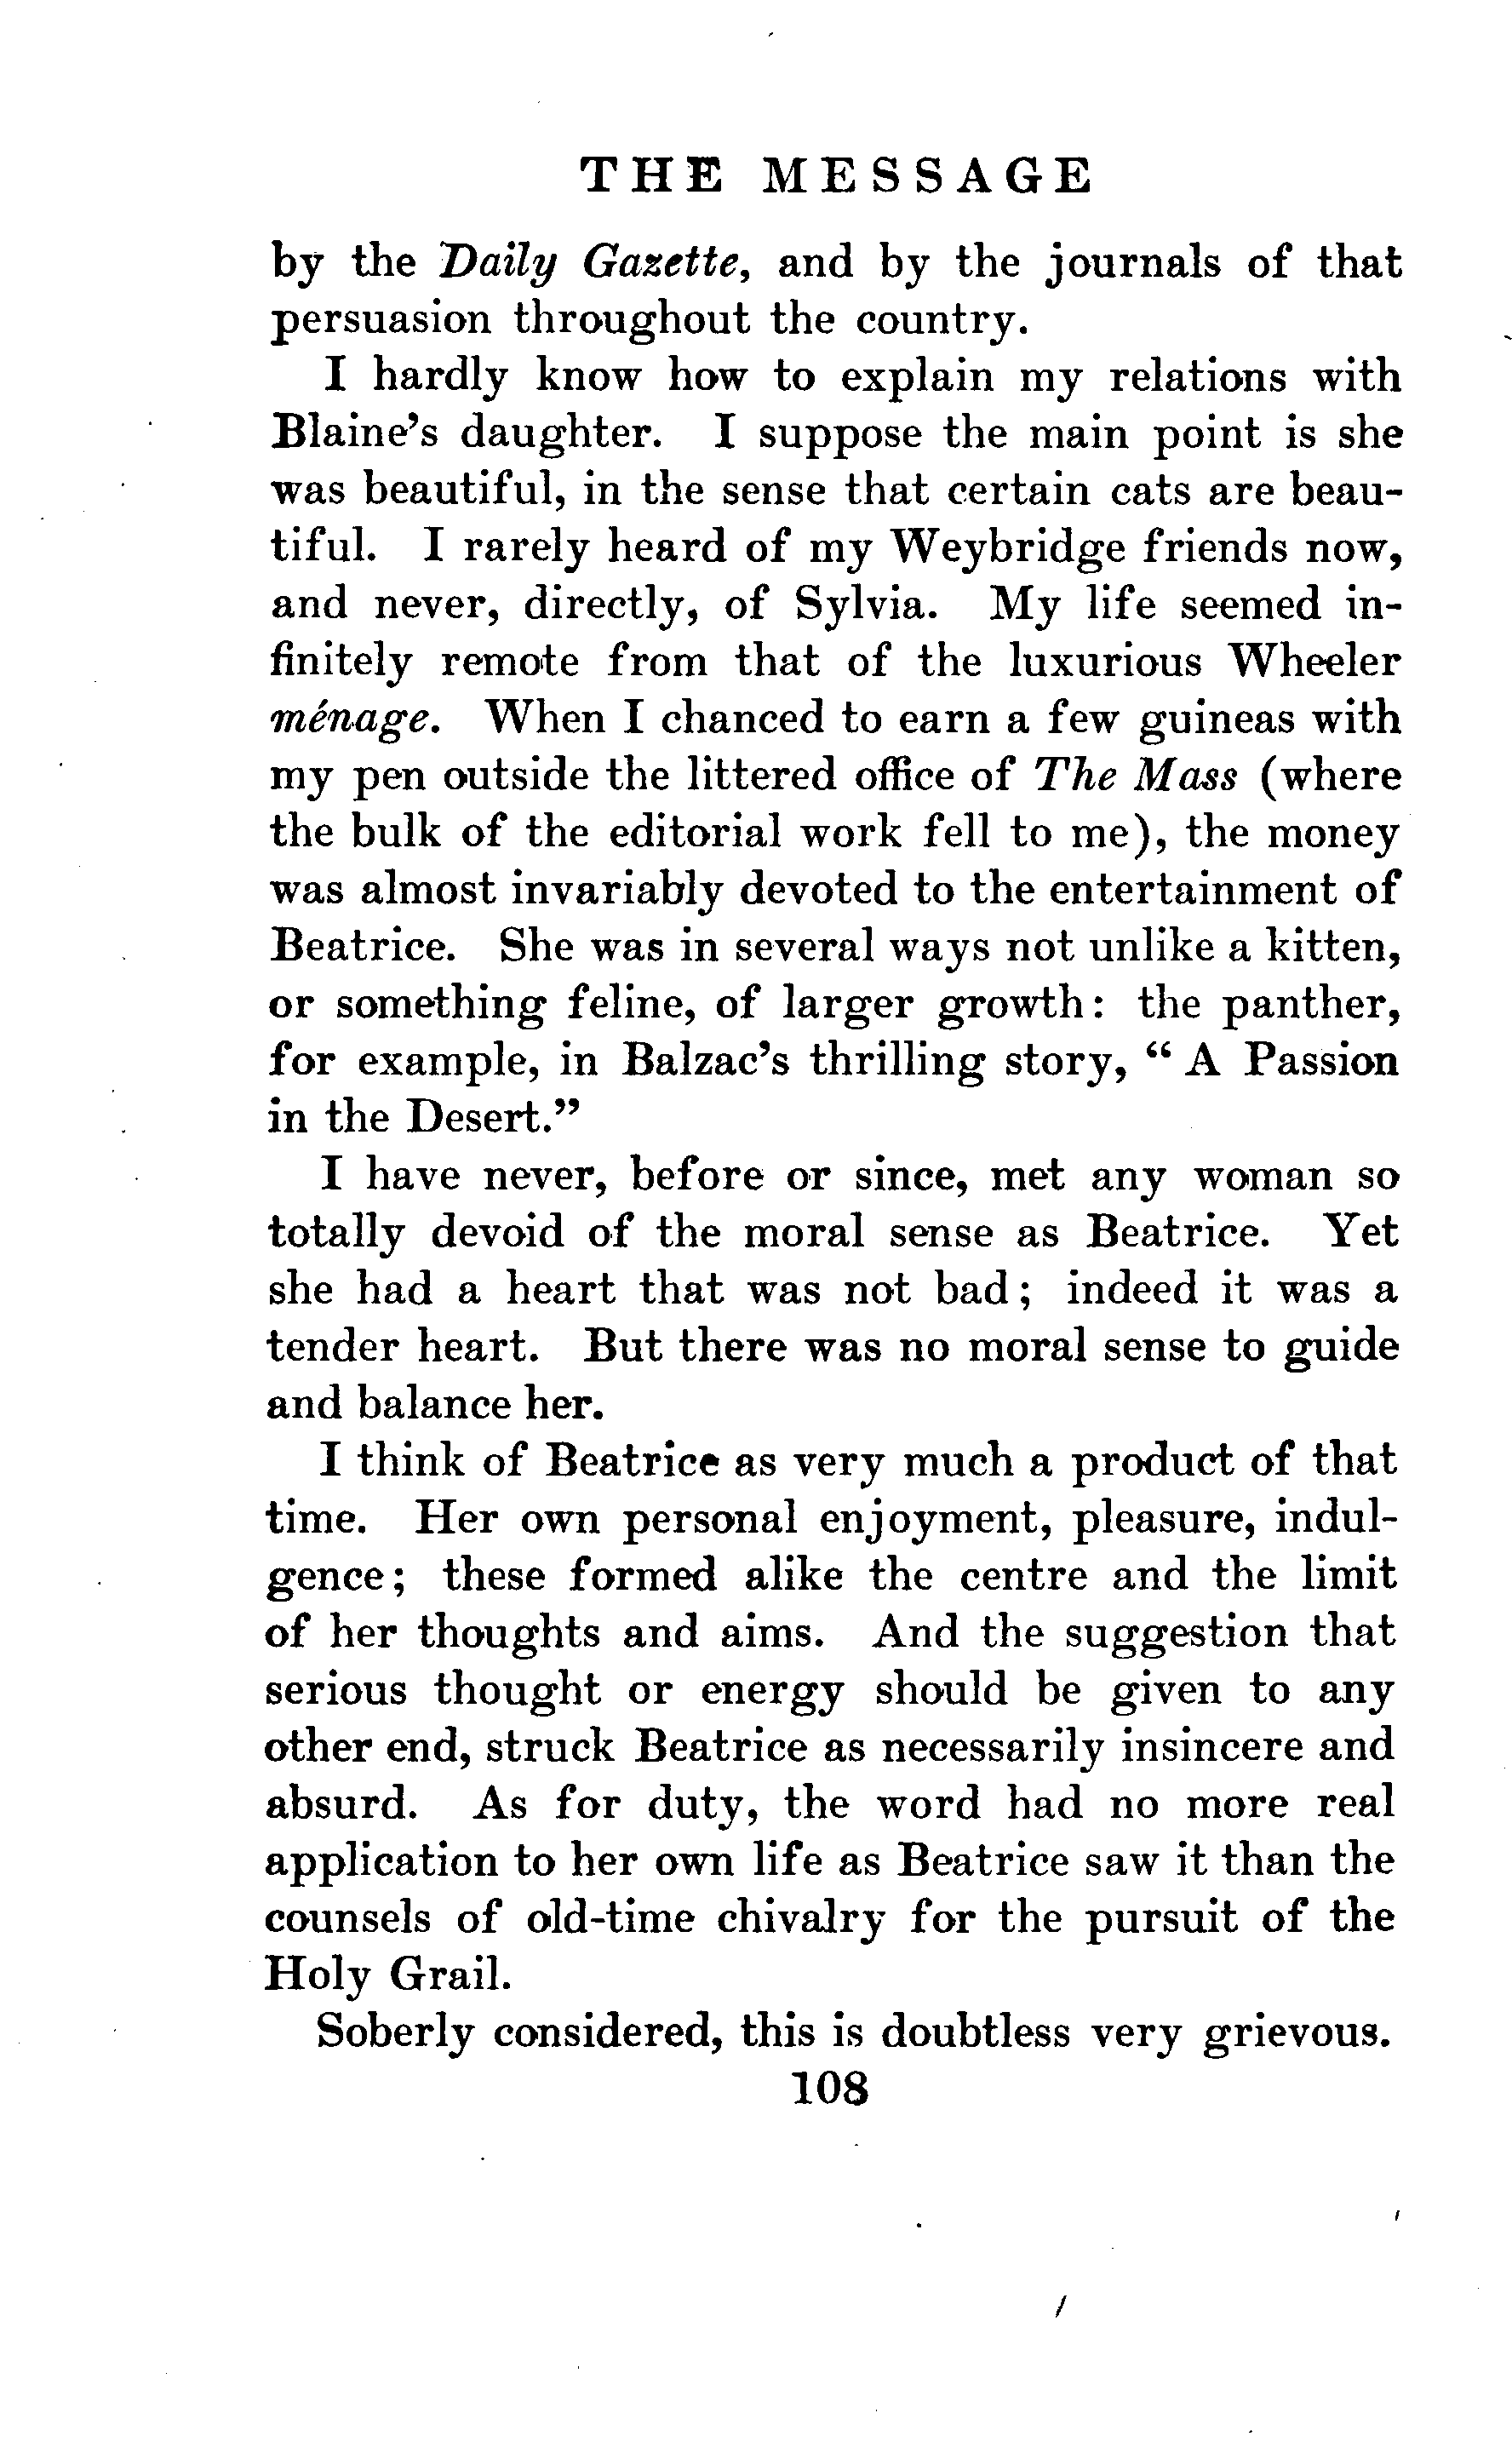 THE MESSAGE
by the Daily Gazette, and by the journals of that
persuasion throughout the country.
I hardly know how to explain my relations with
Blaine's daughter. I suppose the main point is she
was beautiful, in the sense that certain cats are beau-
tiful. I rarely heard of my Weybridge friends now,
and never, directly, of Sylvia. My life seemed in-
finitely remote from that of the luxurious Wheeler
ménage. When I chanced to earn a few guineas with
my pen outside the littered office of The Mass (where
the bulk of the editorial work fell to me), the money
was almost invariably devoted to the entertainment of
Beatrice. She was in several ways not unlike a kitten,
or something feline, of larger growth: the panther,
for example, in Balzac's thrilling story, "A Passion
in the Desert."
I have never, before or since, met any woman so
totally devoid of the moral sense as Beatrice. Yet
she had a heart that was not bad; indeed it was a
tender heart. But there was no moral sense to guide
and balance her.
I think of Beatrice as very much a product of that
time. Her own personal enjoyment, pleasure, indul-
gence; these formed alike the centre and the limit
of her thoughts and aims. And the suggestion that
serious thought or energy should be given to any
other end, struck Beatrice as necessarily insincere and
absurd. As for duty, the word had no more real
application to her own life as Beatrice saw it than the
counsels of old-time chivalry for the pursuit of the
Holy Grail.
Soberly considered, this is doubtless very grievous.
108